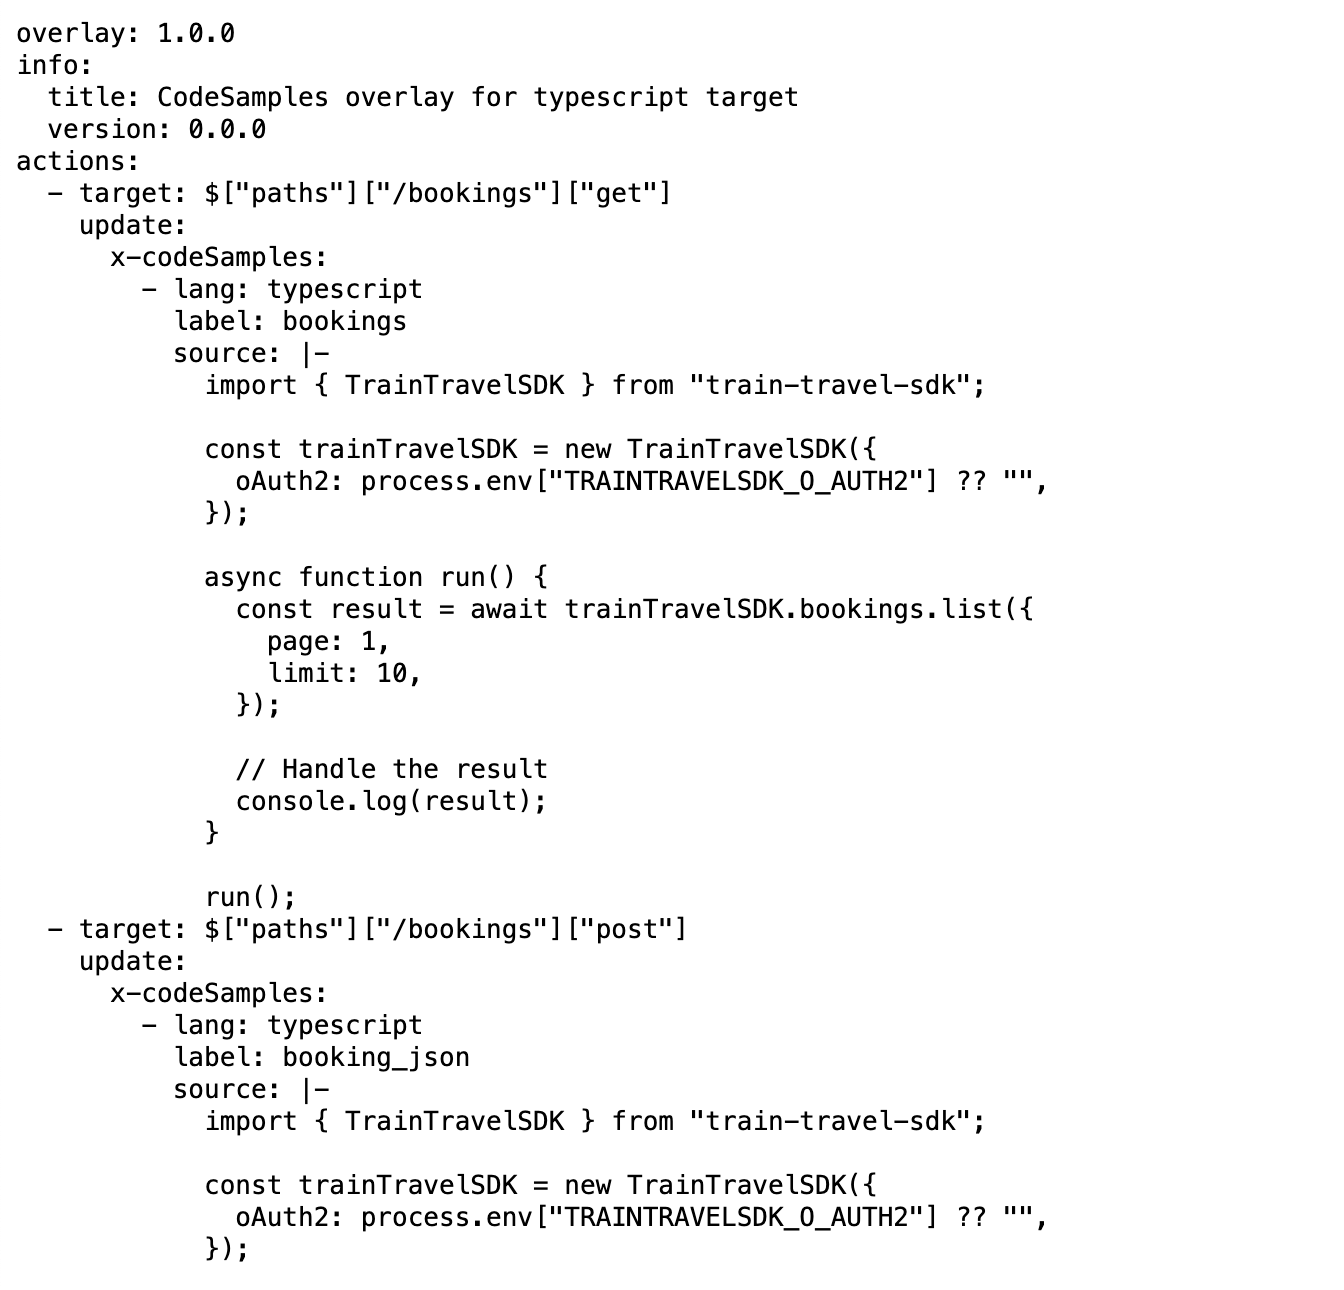 overlay: 1.0.0
info:
  title: CodeSamples overlay for typescript target
  version: 0.0.0
actions:
  - target: $["paths"]["/bookings"]["get"]
    update:
      x-codeSamples:
        - lang: typescript
          label: bookings
          source: |-
            import { TrainTravelSDK } from "train-travel-sdk";

            const trainTravelSDK = new TrainTravelSDK({
              oAuth2: process.env["TRAINTRAVELSDK_O_AUTH2"] ?? "",
            });

            async function run() {
              const result = await trainTravelSDK.bookings.list({
                page: 1,
                limit: 10,
              });

              // Handle the result
              console.log(result);
            }

            run();
  - target: $["paths"]["/bookings"]["post"]
    update:
      x-codeSamples:
        - lang: typescript
          label: booking_json
          source: |-
            import { TrainTravelSDK } from "train-travel-sdk";

            const trainTravelSDK = new TrainTravelSDK({
              oAuth2: process.env["TRAINTRAVELSDK_O_AUTH2"] ?? "",
            });